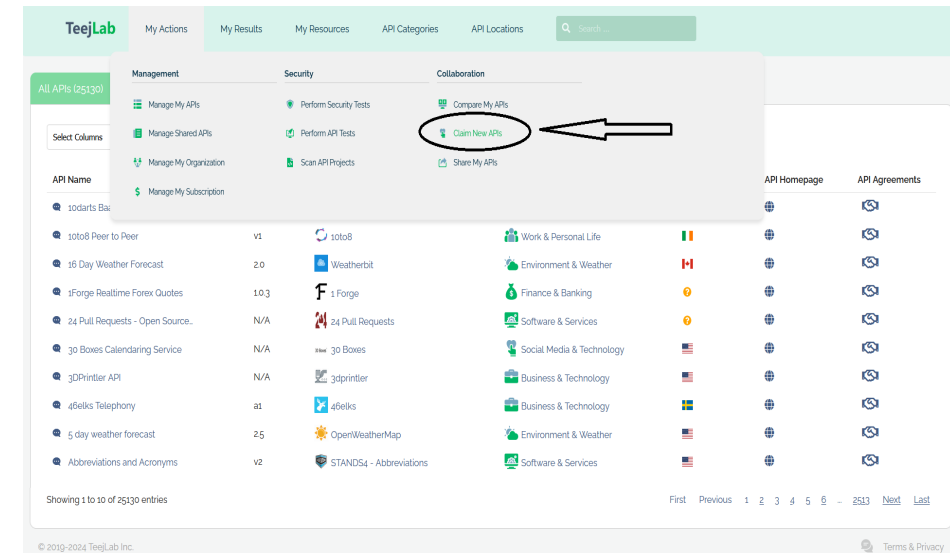 TeejLab My Actions My Results My Resources API Categories API Locations Search ...
Management Security Collaboration
All APIs (25130)
Manage My APIs Perform Security Tests Compare My APIs
Select Columns Manage Shared APIs Perform API Tests Claim New APIs
Manage My Organization Scan API Projects Share My APIs
API Name API Homepage API Agreements
Manage My Subscription
10darts
10to8 Peer to Peer v1 10to8 Work & Personal Life
16 Day Weather Forecast 2.0 Weatherbit Environment & Weather
1Forge Realtime Forex Quotes 1.0.3 1 Forge Finance & Banking
24 Pull Requests - Open Source... N/A 24 Pull Requests Software & Services
30 Boxes Calendaring Service N/A 30 Boxes Social Media & Technology
3DPrintler API N/A 3dprintler Business & Technology
46elks Telephony a1 46elks Business & Technology
5 day weather forecast 2.5 OpenWeatherMap Environment & Weather
Abbreviations and Acronyms v2 STANDS4 - Abbreviations Software & Services
Showing 1 to 10 of 25130 entries First Previous 1 2 3 4 5 6 ... 2513 Next Last
© 2019-2024 TeejLab Inc. Terms & Privacy